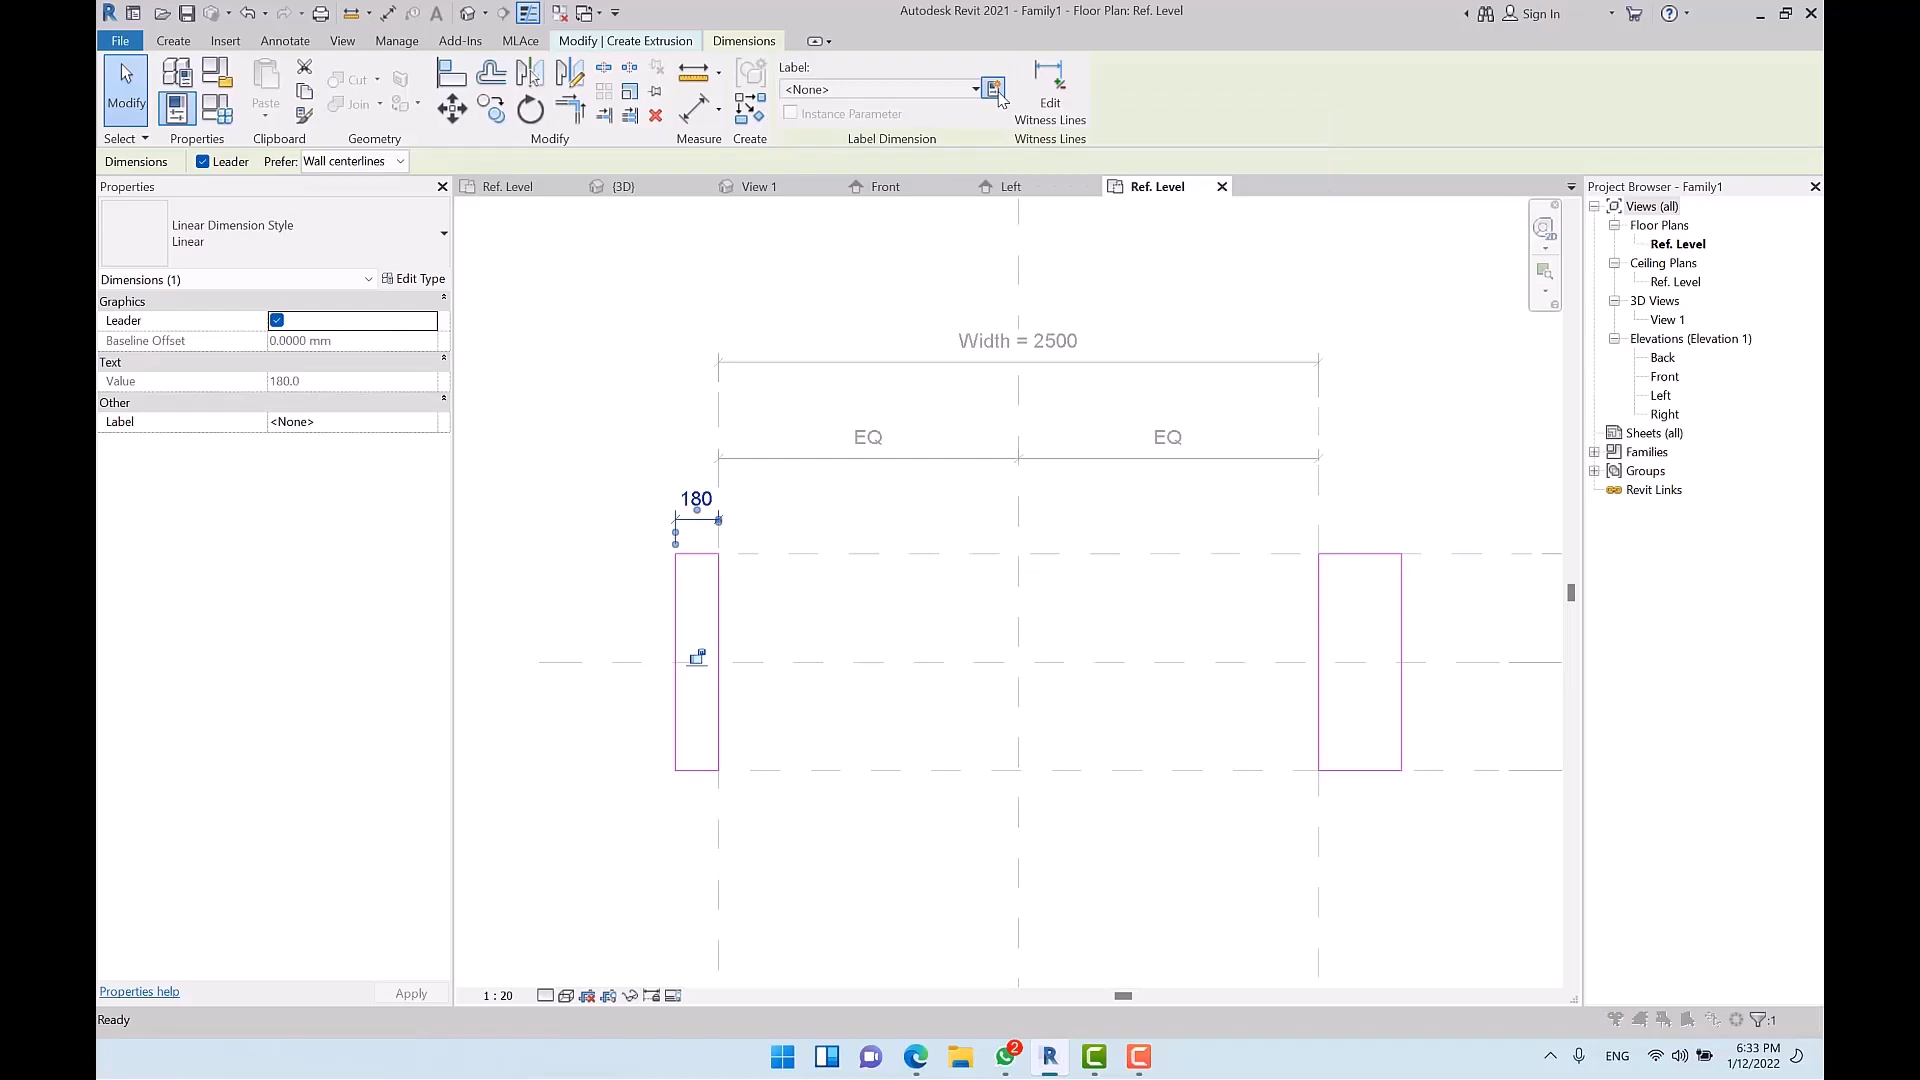 Autodesk Revit 2021 - Family1 - Floor Plan: Ref. Level
Sign In
File
Create
Insert
Annotate
View
Manage
Add-Ins
MLAce
Modify | Create Extrusion
Dimensions
Modify
Paste
Cut
Join
Label:
<None>
Instance Parameter
Edit
Witness Lines
Select
Properties
Clipboard
Geometry
Modify
Measure
Create
Label Dimension
Witness Lines
Dimensions
Leader
Prefer:
Wall centerlines
Properties
Ref. Level
{3D}
View 1
Front
Left
Ref. Level
Project Browser - Family1
Linear Dimension Style
Linear
Dimensions (1)
Edit Type
Graphics
Leader
Baseline Offset
0.0000 mm
Text
Value
180.0
Other
Label
<None>
Properties help
Apply
2D
Width = 2500
EQ
EQ
180
1 : 20
Views (all)
Floor Plans
Ref. Level
Ceiling Plans
Ref. Level
3D Views
View 1
Elevations (Elevation 1)
Back
Front
Left
Right
Sheets (all)
Families
Groups
Revit Links
Ready
:1
2
ENG
6:33 PM
1/12/2022